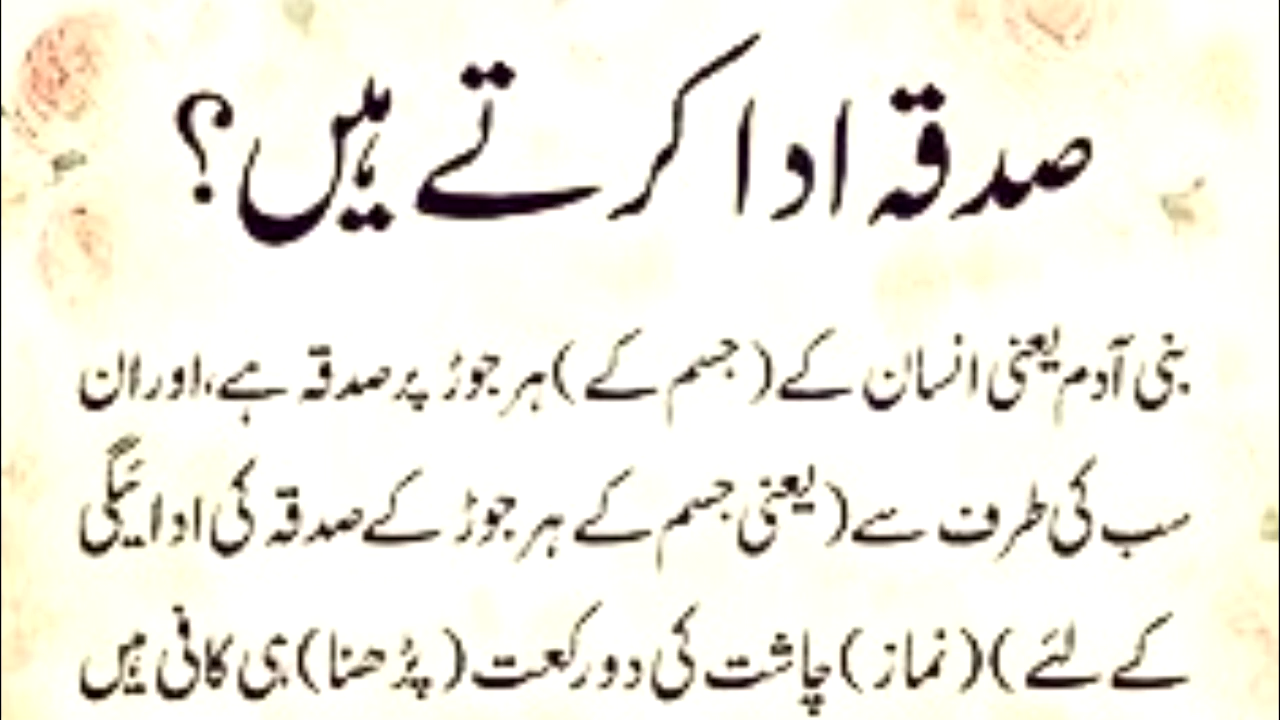 صدقہ ادا کرتے ہیں؟
بنی آدم یعنی انسان کے (جسم کے) ہر جوڑ پر صدقہ ہے، اور ان
سب کی طرف سے (یعنی جسم کے ہر جوڑ کے صدقہ کی ادائیگی
کے لئے) (نماز) چاشت کی دو رکعت (پڑھنا) ہی کافی ہیں